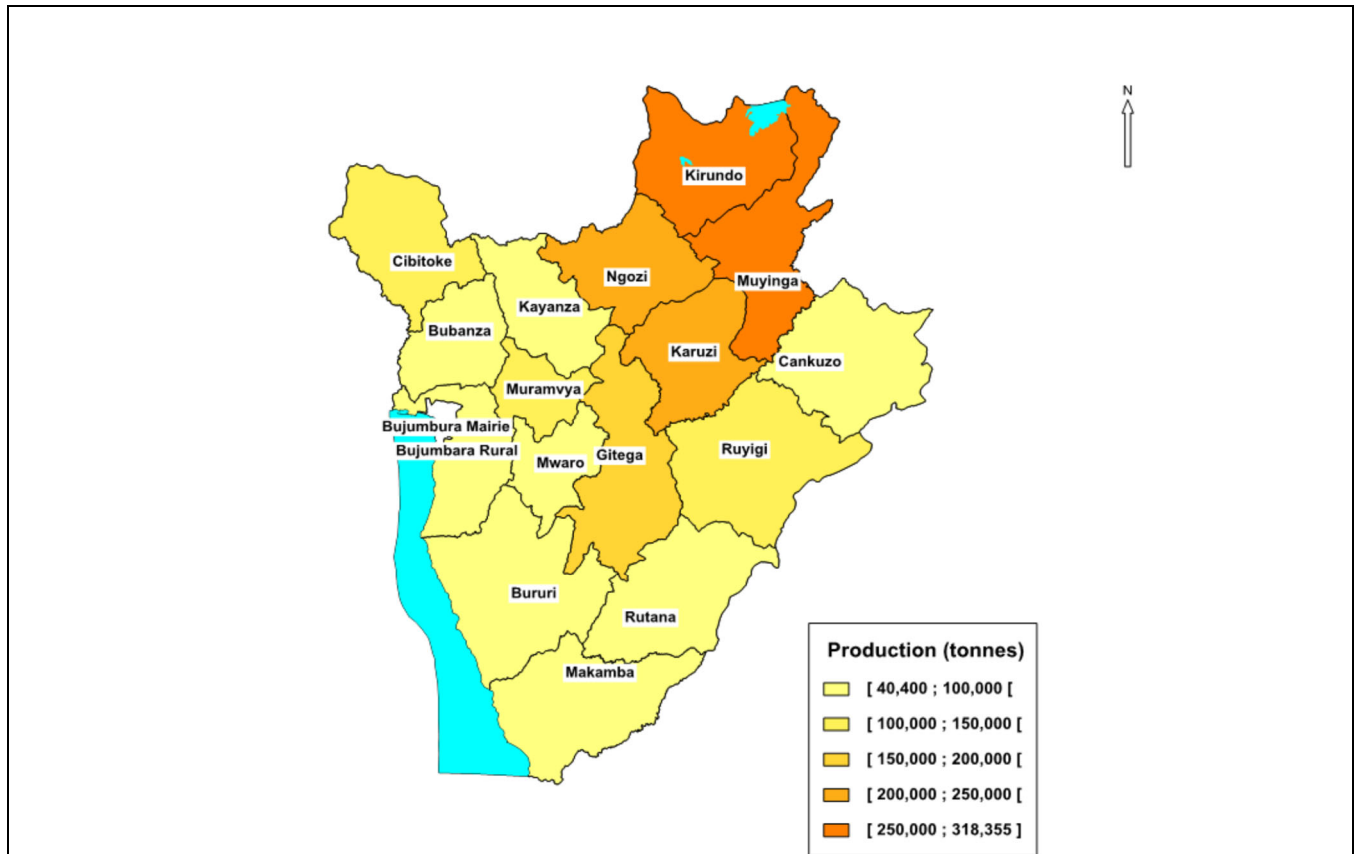 N
Kirundo
Cibitoke
Ngozi
Muyinga
Kayanza
Bubanza
Karuzi
Cankuzo
Muramvya
Bujumbura Mairie
Bujumbara Rural
Mwaro
Gitega
Ruyigi
Bururi
Rutana
Makamba
Production (tonnes)
[ 40,400 ; 100,000 [
[ 100,000 ; 150,000 [
[ 150,000 ; 200,000 [
[ 200,000 ; 250,000 [
[ 250,000 ; 318,355 ]